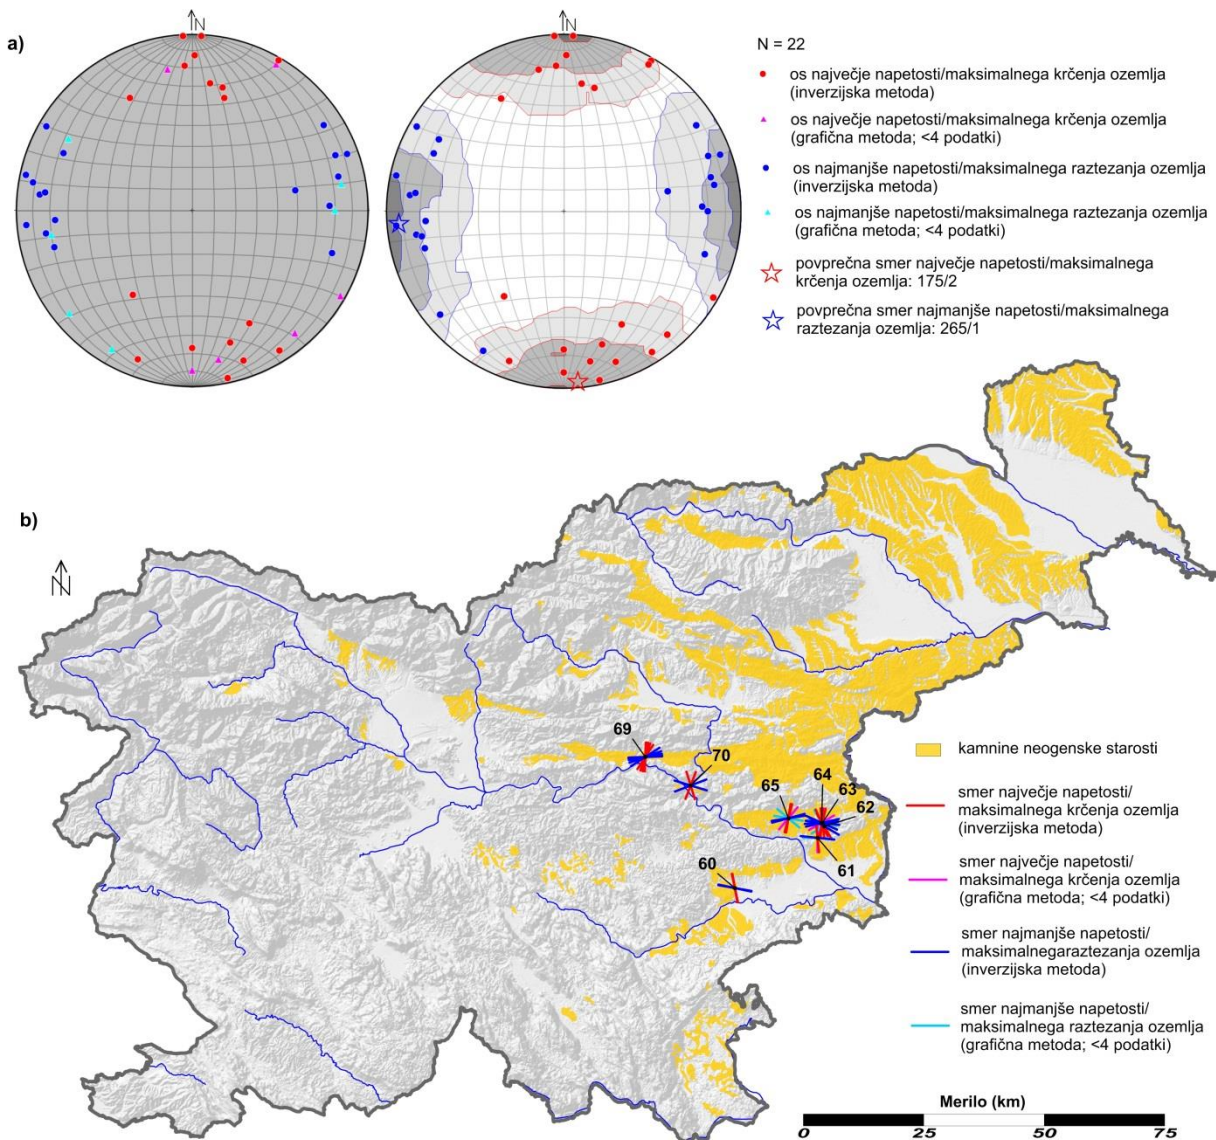 a)
N
N
N = 22
os največje napetosti/maksimalnega krčenja ozemlja
(inverzijska metoda)
os največje napetosti/maksimalnega krčenja ozemlja
(grafična metoda; <4 podatki)
os najmanjše napetosti/maksimalnega raztezanja ozemlja
(inverzijska metoda)
os najmanjše napetosti/maksimalnega raztezanja ozemlja
(grafična metoda; <4 podatki)
povprečna smer največje napetosti/maksimalnega
krčenja ozemlja: 175/2
povprečna smer najmanjše napetosti/maksimalnega
raztezanja ozemlja: 265/1
b)
N
69
70
65
64
63
62
61
60
kamnine neogenske starosti
smer največje napetosti/
maksimalnega krčenja ozemlja
(inverzijska metoda)
smer največje napetosti/
maksimalnega krčenja ozemlja
(grafična metoda; <4 podatki)
smer najmanjše napetosti/
maksimalnegaraztezanja ozemlja
(inverzijska metoda)
smer najmanjše napetosti/
maksimalnega raztezanja ozemlja
(grafična metoda; <4 podatki)
Merilo (km)
0 25 50 75